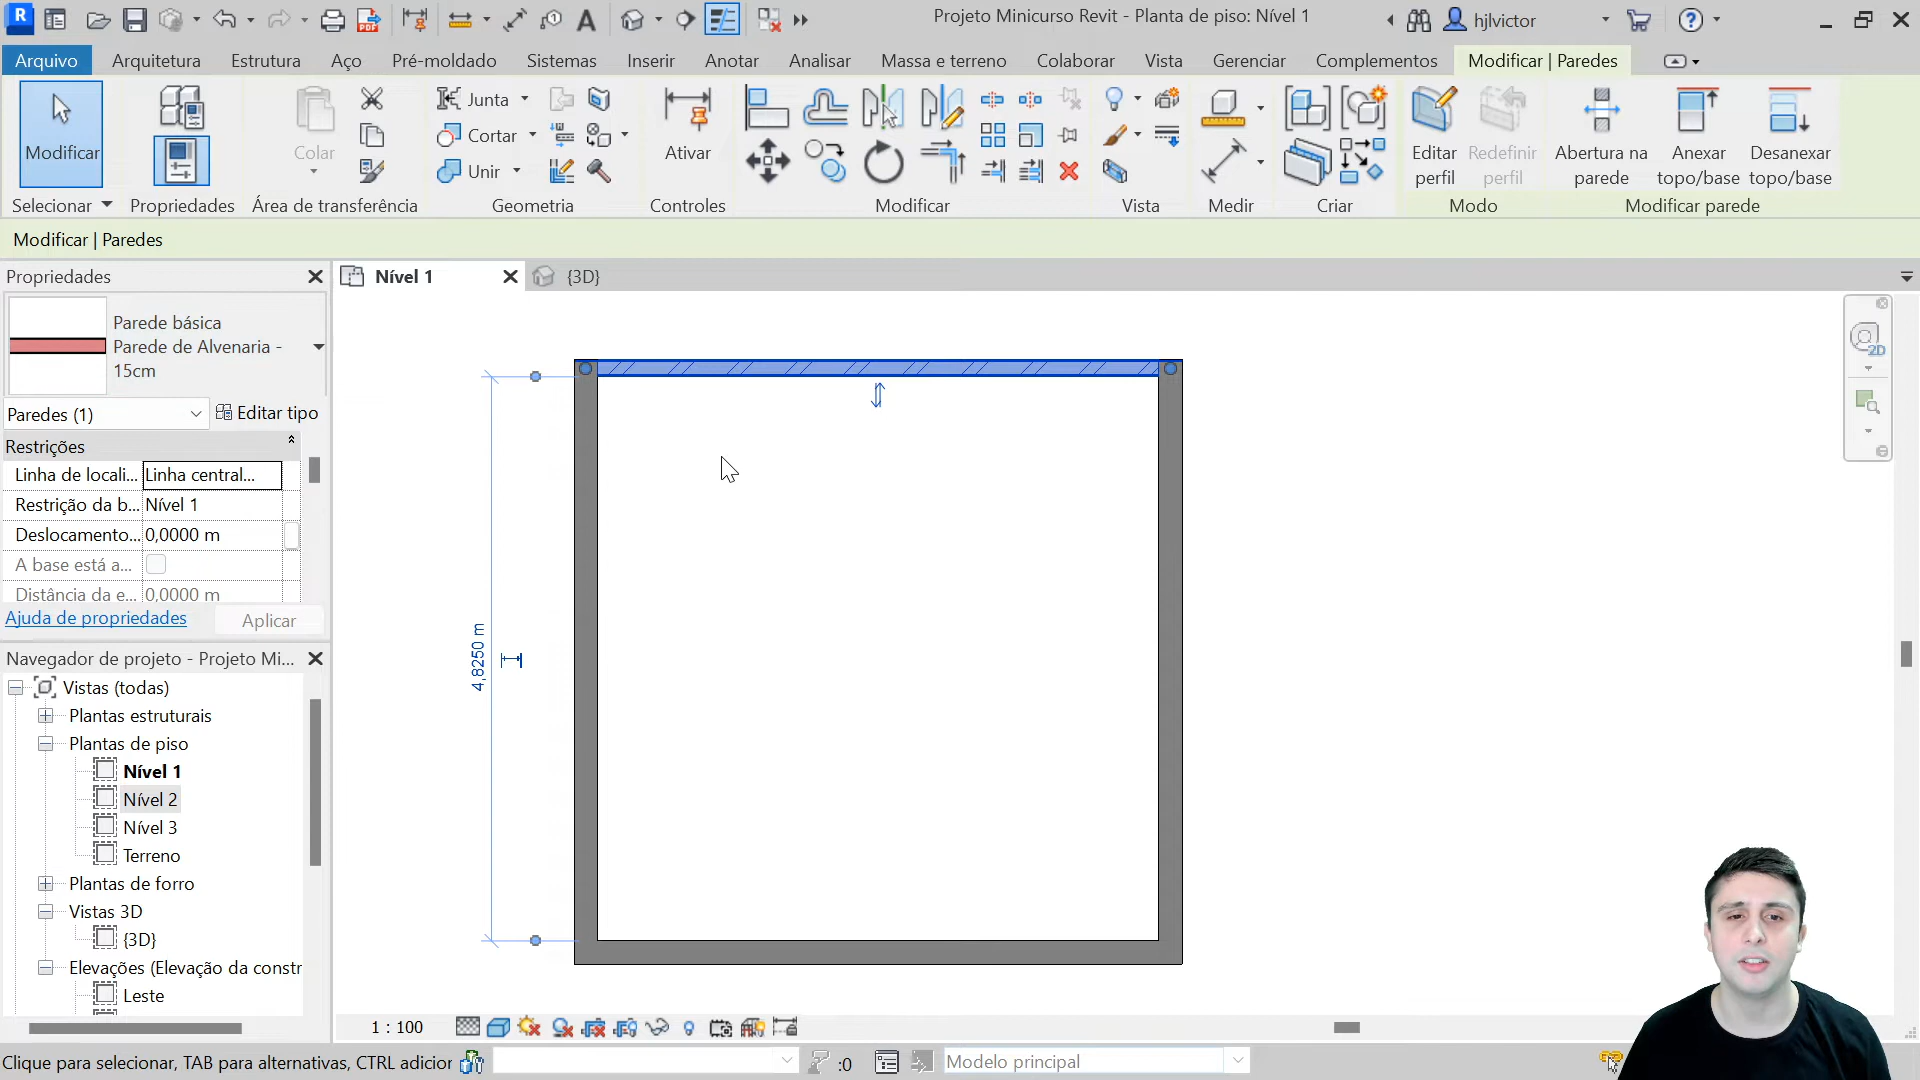 Projeto Minicurso Revit - Planta de piso: Nível 1
hjlvictor
Arquivo Arquitetura Estrutura Aço Pré-moldado Sistemas Inserir Anotar Analisar Massa e terreno Colaborar Vista Gerenciar Complementos Modificar | Paredes
Modificar
Colar
Junta
Cortar
Unir
Ativar
Editar perfil
Redefinir perfil
Abertura na parede
Anexar topo/base
Desanexar topo/base
Selecionar Propriedades Área de transferência Geometria Controles Modificar Vista Medir Criar Modo Modificar parede
Modificar | Paredes
Propriedades
Nível 1
{3D}
Parede básica
Parede de Alvenaria -
15cm
Paredes (1) Editar tipo
Restrições
Linha de locali... Linha central...
Restrição da b... Nível 1
Deslocamento... 0,0000 m
A base está a...
Distância da e... 0,0000 m
Ajuda de propriedades Aplicar
Navegador de projeto - Projeto Mi...
Vistas (todas)
Plantas estruturais
Plantas de piso
Nível 1
Nível 2
Nível 3
Terreno
Plantas de forro
Vistas 3D
{3D}
Elevações (Elevação da constr
Leste
4,8250 m
2D
1 : 100
Clique para selecionar, TAB para alternativas, CTRL adicior
:0
Modelo principal